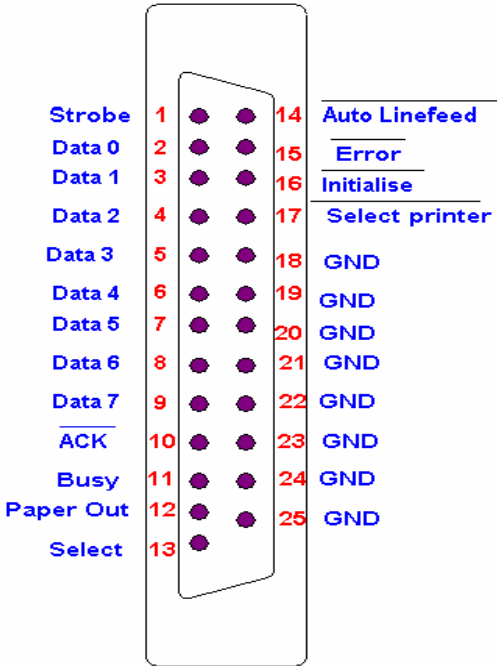 Strobe 1 14 Auto Linefeed
Data 0 2 15 Error
Data 1 3 16 Initialise
Data 2 4 17 Select printer
Data 3 5 18 GND
Data 4 6 19 GND
Data 5 7 20 GND
Data 6 8 21 GND
Data 7 9 22 GND
ACK 10 23 GND
Busy 11 24 GND
Paper Out 12 25 GND
Select 13